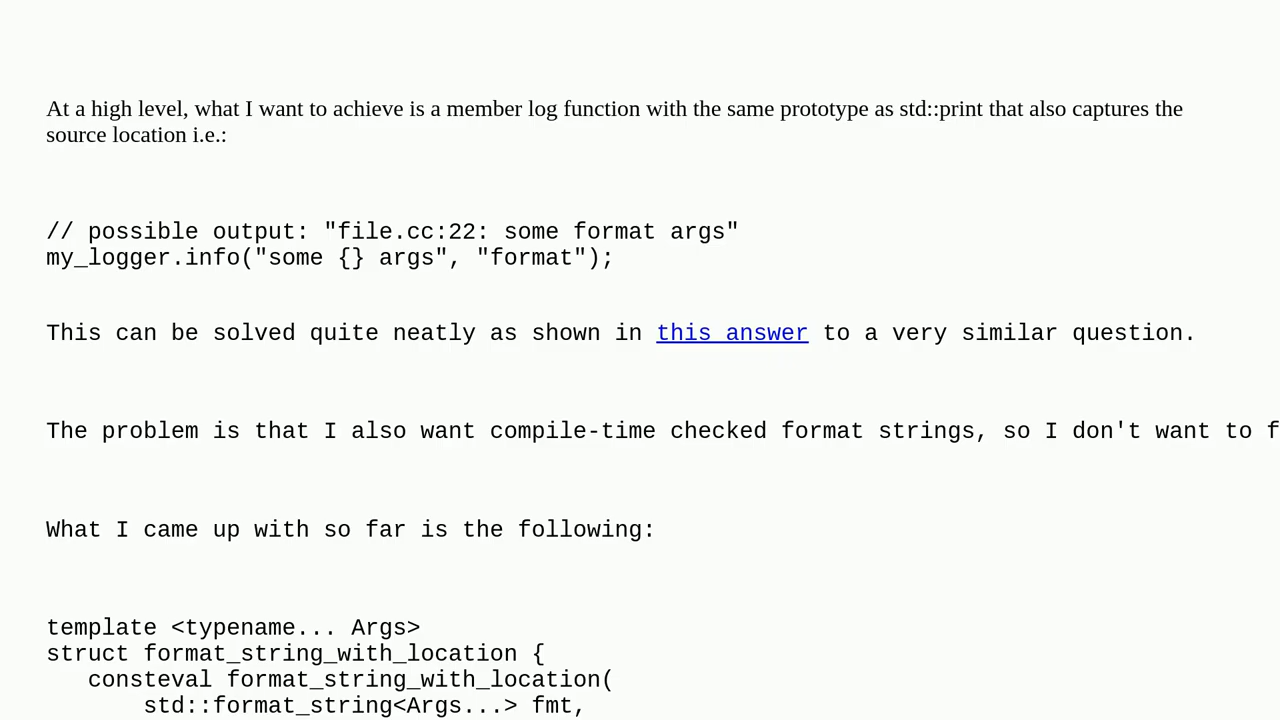 At a high level, what I want to achieve is a member log function with the same prototype as std::print that also captures the
source location i.e.:
// possible output: "file.cc:22: some format args"
my_logger.info("some {} args", "format");
This can be solved quite neatly as shown in this answer to a very similar question.
The problem is that I also want compile-time checked format strings, so I don't want to f
What I came up with so far is the following:
template <typename... Args>
struct format_string_with_location {
   consteval format_string_with_location(
       std::format_string<Args...> fmt,